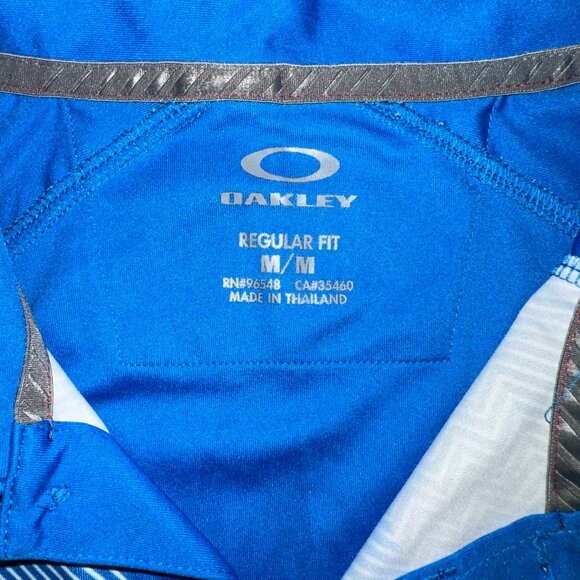 OAKLEY
REGULAR FIT
M/M
RN#96548 CA#35460
MADE IN THAILAND